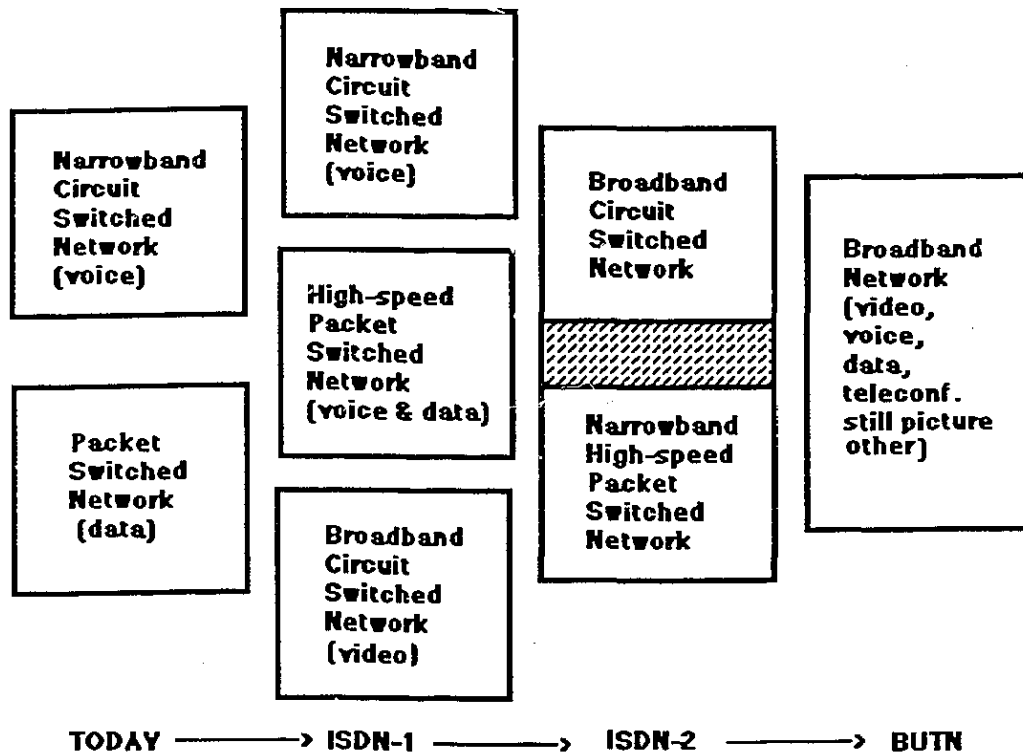 Narrowband
Circuit
Switched
Network
(voice)
Packet
Switched
Network
(data)
Narrowband
Circuit
Switched
Network
(voice)
High-speed
Packet
Switched
Network
(voice & data)
Broadband
Circuit
Switched
Network
(video)
Broadband
Circuit
Switched
Network
Narrowband
High-speed
Packet
Switched
Network
Broadband
Network
(video,
voice,
data,
teleconf.
still picture
other)
TODAY ISDN-1 ISDN-2 BUTN